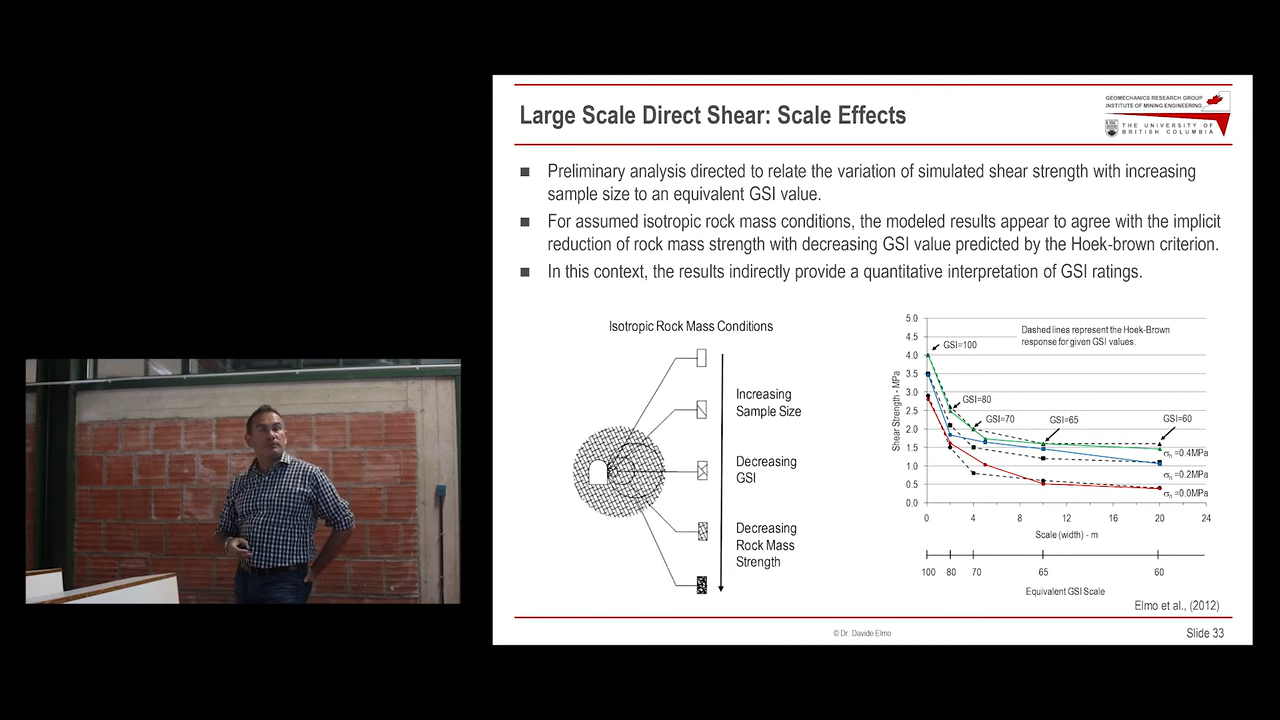 Large Scale Direct Shear: Scale Effects
GEOMECHANICS RESEARCH GROUP
INSTITUTE OF MINING ENGINEERING
THE UNIVERSITY OF
BRITISH COLUMBIA
Preliminary analysis directed to relate the variation of simulated shear strength with increasing
sample size to an equivalent GSI value.
For assumed isotropic rock mass conditions, the modeled results appear to agree with the implicit
reduction of rock mass strength with decreasing GSI value predicted by the Hoek-brown criterion.
In this context, the results indirectly provide a quantitative interpretation of GSI ratings.
Isotropic Rock Mass Conditions
Increasing
Sample Size
Decreasing
GSI
Decreasing
Rock Mass
Strength
Shear Strength - MPa
5.0
4.5
4.0
3.5
3.0
2.5
2.0
1.5
1.0
0.5
0.0
Dashed lines represent the Hoek-Brown
response for given GSI values.
GSI=100
GSI=80
GSI=70
GSI=65
GSI=60
σn =0.4MPa
σn =0.2MPa
σn =0.0MPa
0 4 8 12 16 20 24
Scale (width) - m
100 80 70 65 60
Equivalent GSI Scale
Elmo et al., (2012)
© Dr. Davide Elmo
Slide 33